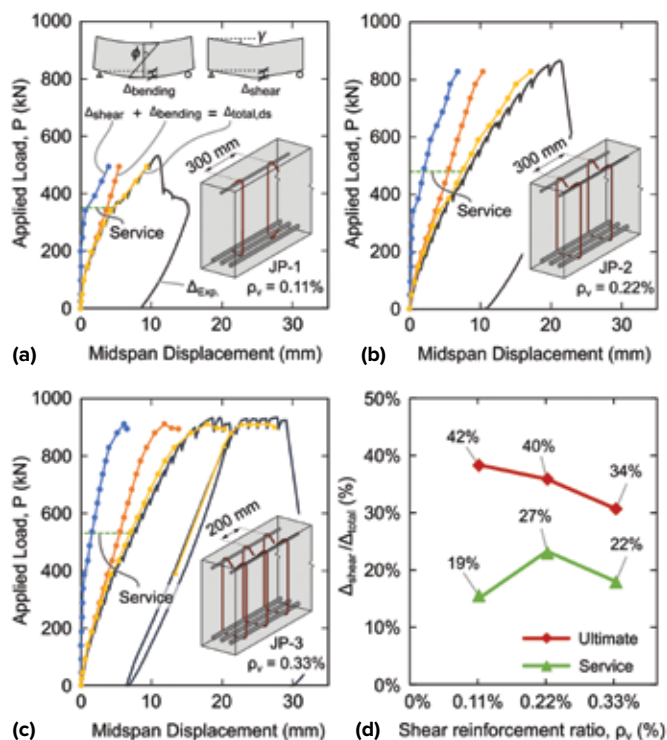 1000
800
600
400
200
0
Applied Load, P (kN)
ϕ
γ
Δbending
Δshear
Δshear + Δbending = Δtotal,ds
300 mm
Service
JP-1
ρv = 0.11%
ΔExp.
0 10 20 30
(a) Midspan Displacement (mm)
1000
800
600
400
200
0
Applied Load, P (kN)
300 mm
Service
JP-2
ρv = 0.22%
0 10 20 30
(b) Midspan Displacement (mm)
1000
800
600
400
200
0
Applied Load, P (kN)
200 mm
Service
JP-3
ρv = 0.33%
0 10 20 30
(c) Midspan Displacement (mm)
50%
40%
30%
20%
10%
0%
Δshear/Δtotal (%)
42%
40%
34%
27%
19%
22%
Ultimate
Service
0% 0.11% 0.22% 0.33%
(d) Shear reinforcement ratio, ρv (%)